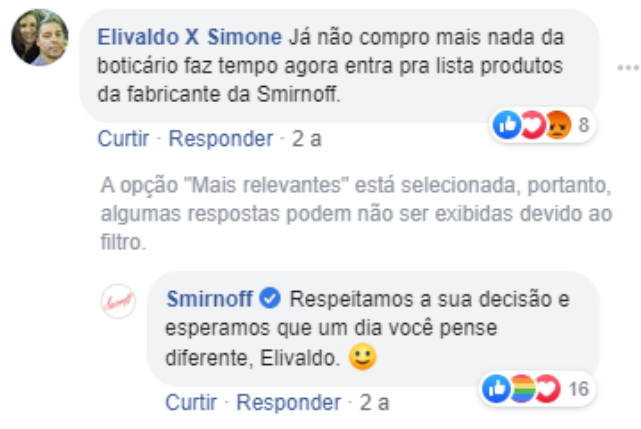 Elivaldo X Simone Já não compro mais nada da
boticário faz tempo agora entra pra lista produtos
da fabricante da Smirnoff.
8
Curtir · Responder · 2 a
A opção "Mais relevantes" está selecionada, portanto,
algumas respostas podem não ser exibidas devido ao
filtro.
Smirnoff Respeitamos a sua decisão e
esperamos que um dia você pense
diferente, Elivaldo. 🙂
16
Curtir · Responder · 2 a